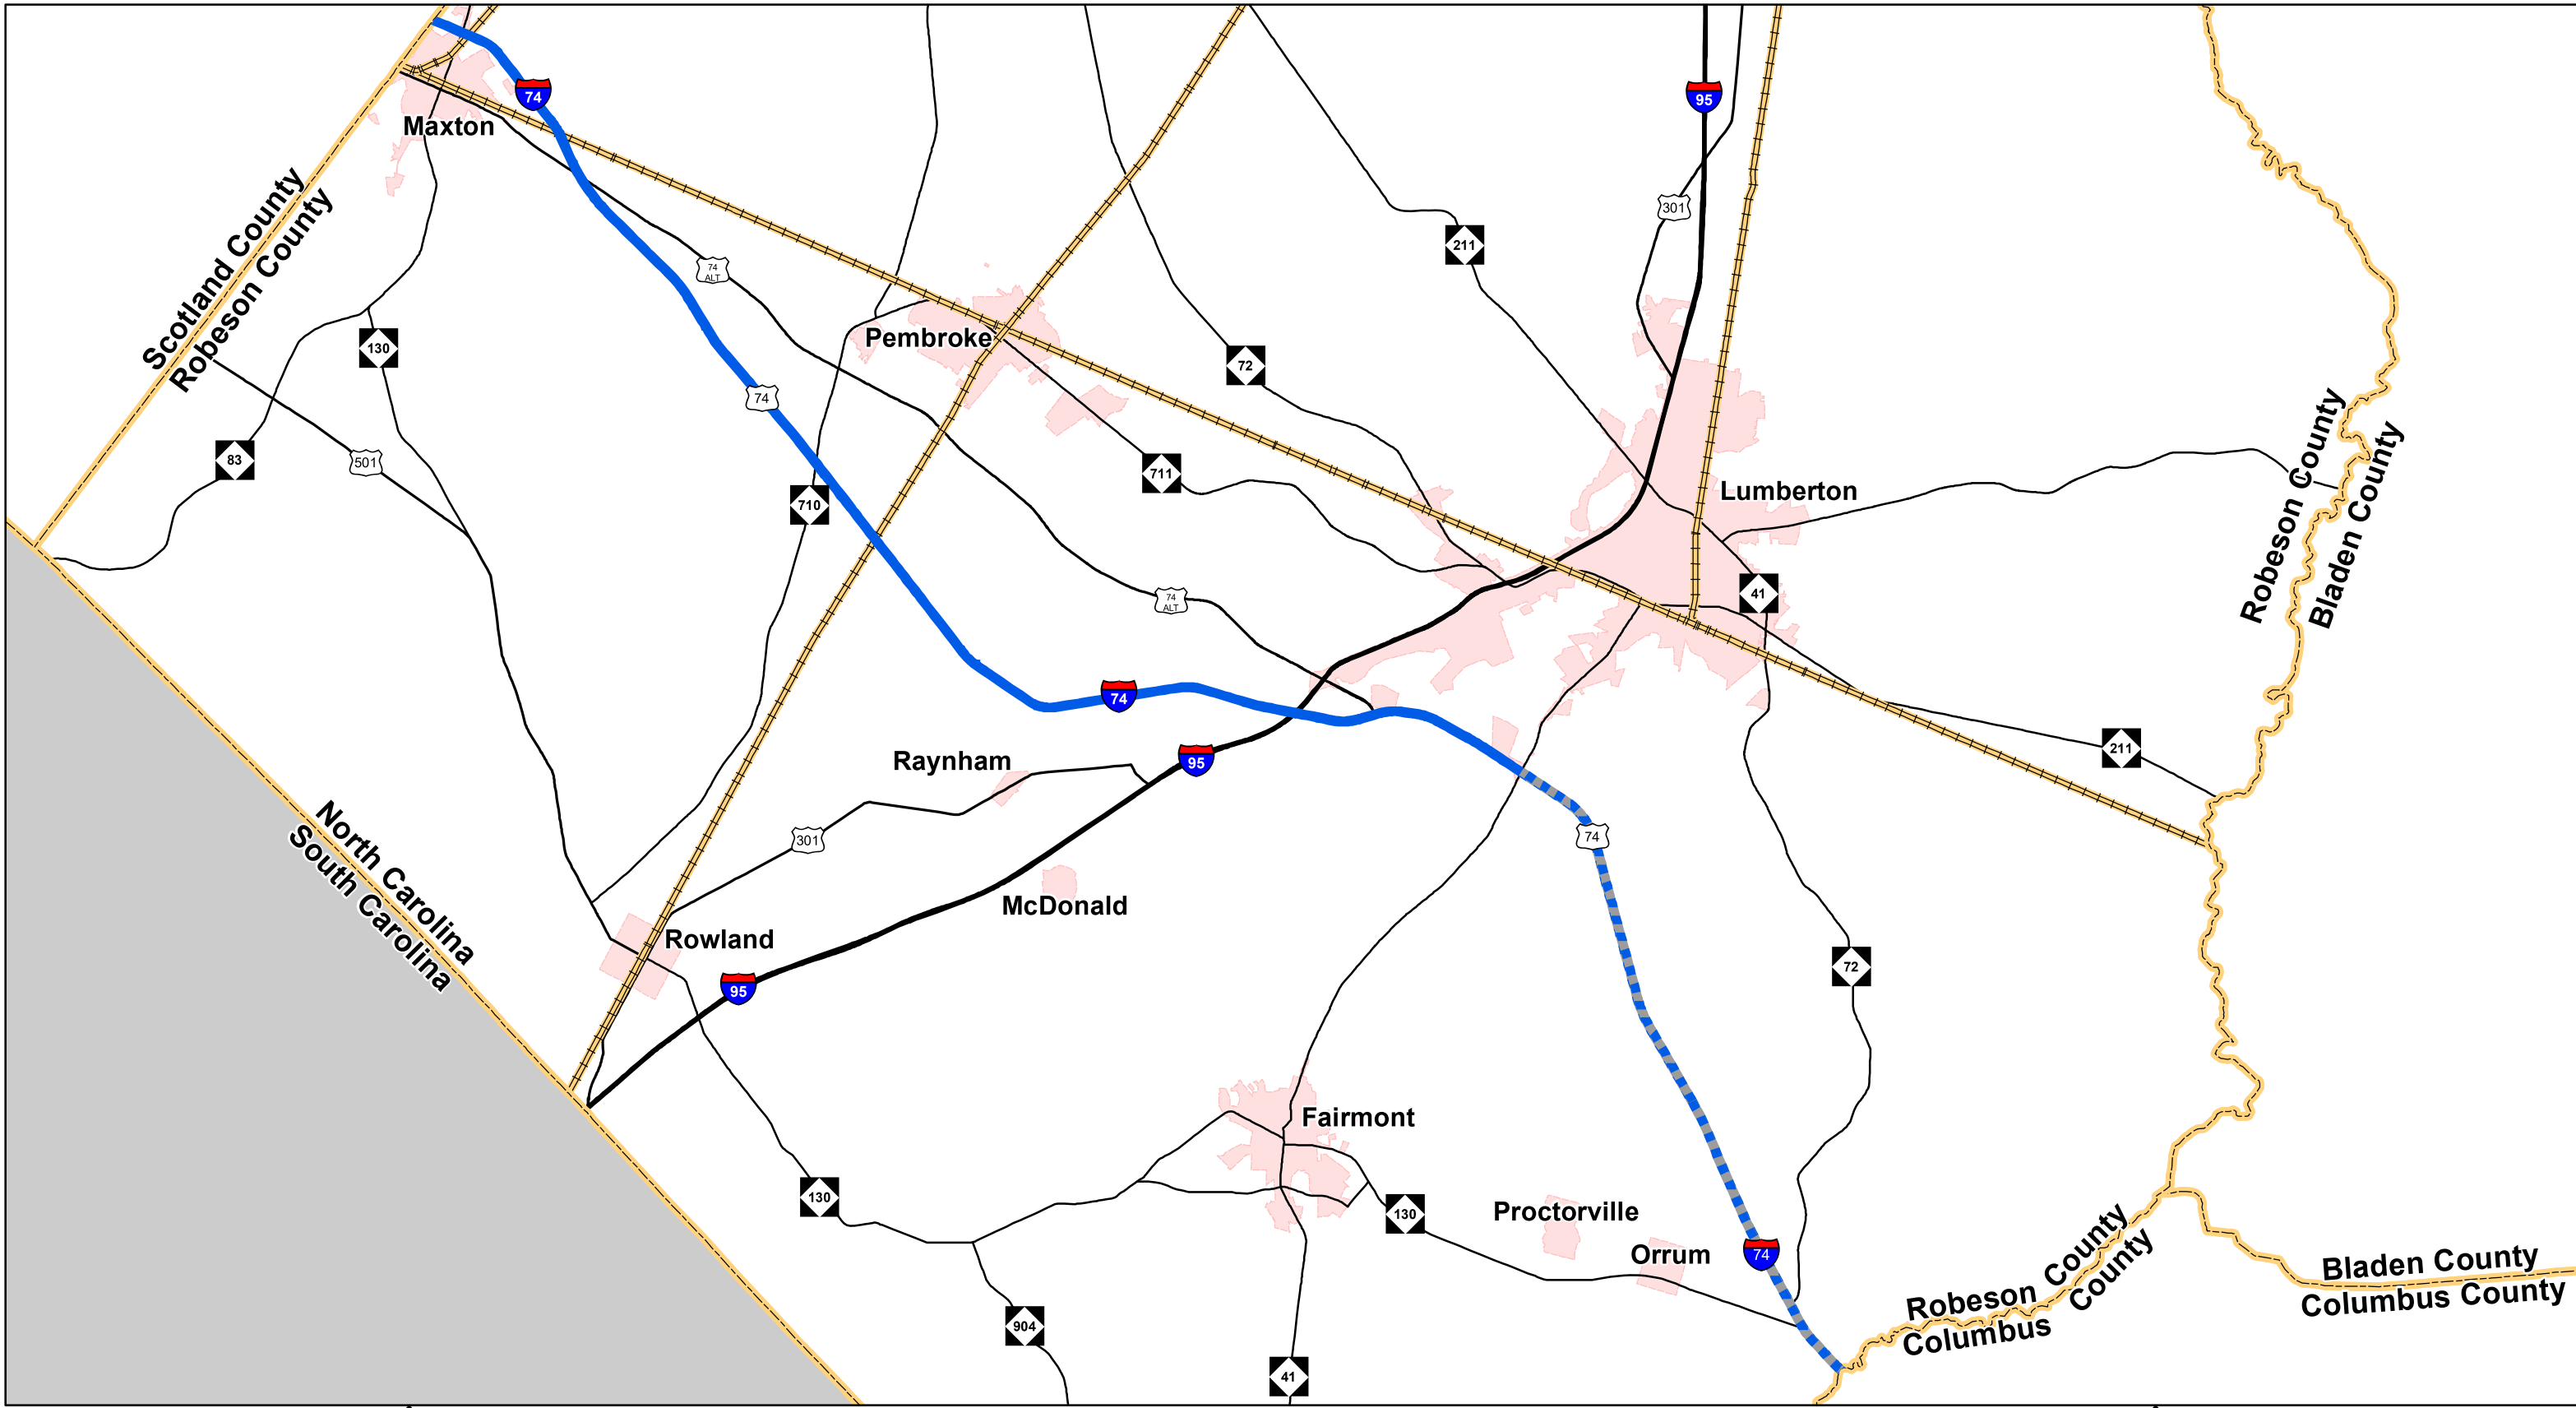 74
95
Maxton
301
Scotland County
Robeson County
211
74
ALT
Pembroke
130
72
74
Robeson County
Bladen County
83
501
711
Lumberton
710
41
74
ALT
74
211
Raynham
95
301
74
North Carolina
South Carolina
McDonald
Rowland
72
95
Fairmont
130
130
Proctorville
Orrum
74
Robeson County
Columbus County
Bladen County
Columbus County
904
41